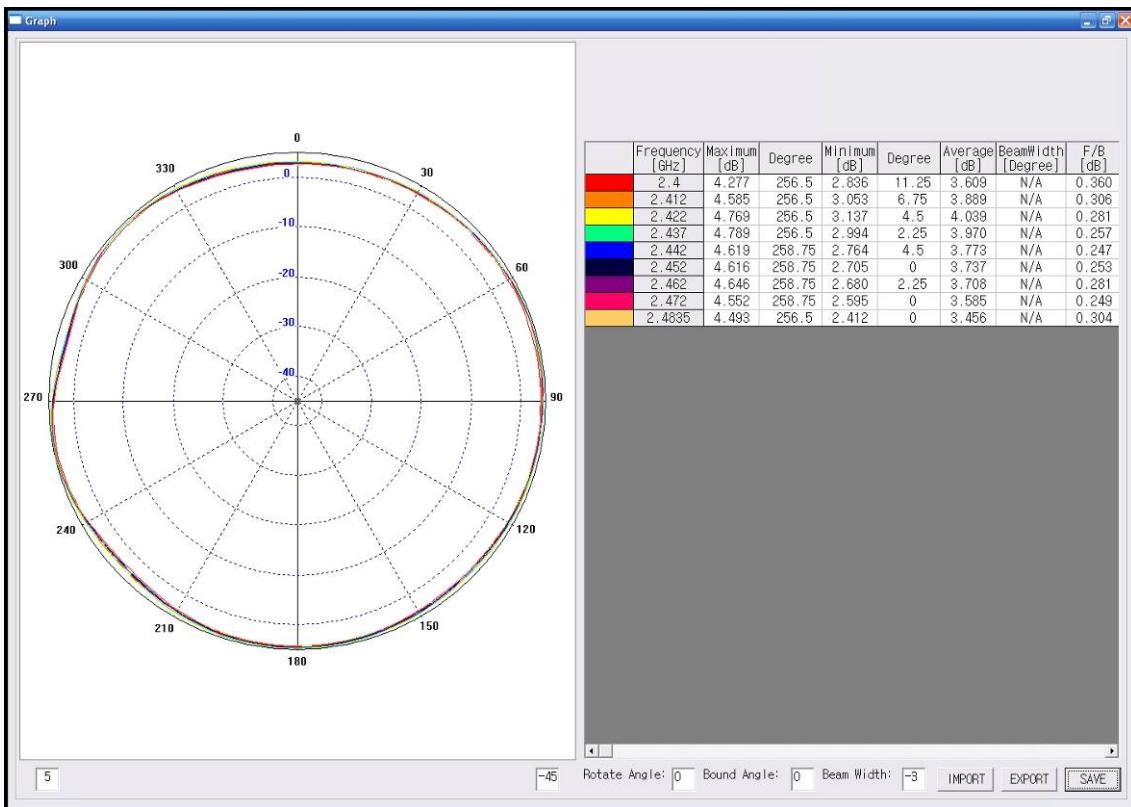 Graph
0
330
30
0
-10
300
60
-20
-30
-40
270
90
240
120
210
150
180
Frequency [GHz] Maximum [dB] Degree Minimum [dB] Degree Average [dB] BeamWidth [Degree] F/B [dB]
2.4 4.277 256.5 2.836 11.25 3.609 N/A 0.360
2.412 4.585 256.5 3.053 6.75 3.889 N/A 0.306
2.422 4.769 256.5 3.137 4.5 4.039 N/A 0.281
2.437 4.789 256.5 2.994 2.25 3.970 N/A 0.257
2.442 4.619 258.75 2.764 4.5 3.773 N/A 0.247
2.452 4.616 258.75 2.705 0 3.737 N/A 0.253
2.462 4.646 258.75 2.680 2.25 3.708 N/A 0.281
2.472 4.552 258.75 2.595 0 3.585 N/A 0.249
2.4835 4.493 256.5 2.412 0 3.456 N/A 0.304
5 -45 Rotate Angle: 0 Bound Angle: 0 Beam Width: -3 IMPORT EXPORT SAVE